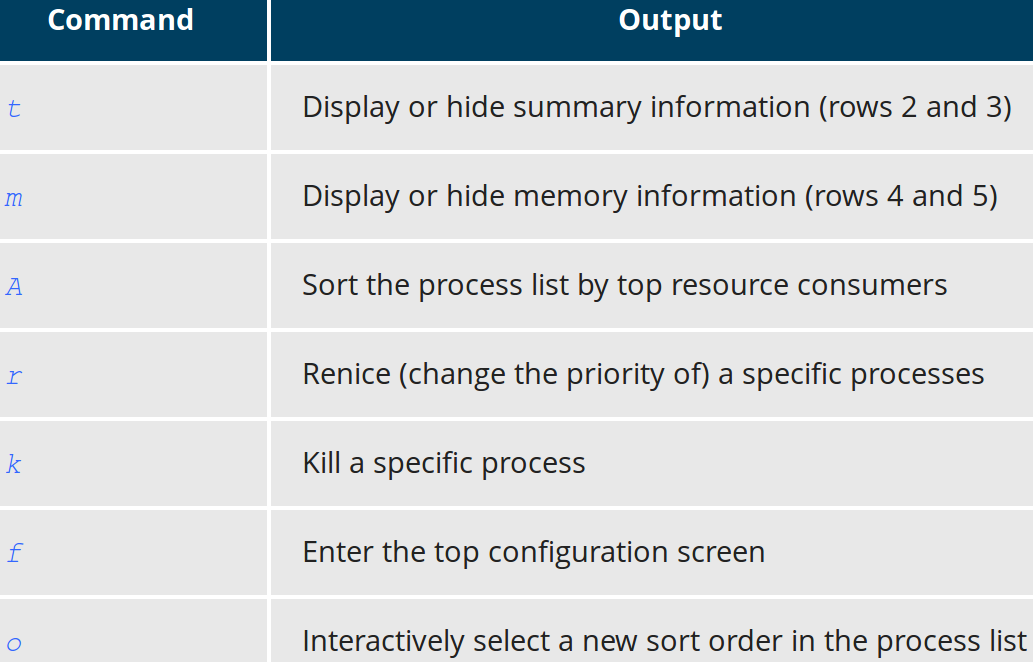 Command Output
t Display or hide summary information (rows 2 and 3)
m Display or hide memory information (rows 4 and 5)
A Sort the process list by top resource consumers
r Renice (change the priority of) a specific processes
k Kill a specific process
f Enter the top configuration screen
o Interactively select a new sort order in the process list